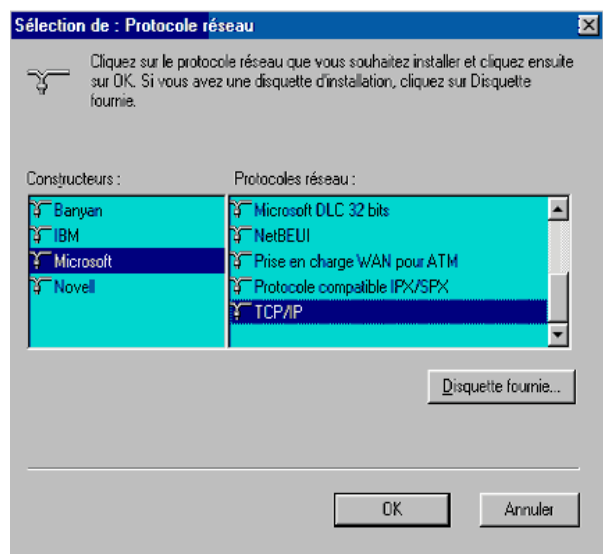 Sélection de : Protocole réseau
Cliquez sur le protocole réseau que vous souhaitez installer et cliquez ensuite
sur OK. Si vous avez une disquette d'installation, cliquez sur Disquette
fournie.
Constructeurs :
Protocoles réseau :
Banyan
IBM
Microsoft
Novell
Microsoft DLC 32 bits
NetBEUI
Prise en charge WAN pour ATM
Protocole compatible IPX/SPX
TCP/IP
Disquette fournie...
OK
Annuler